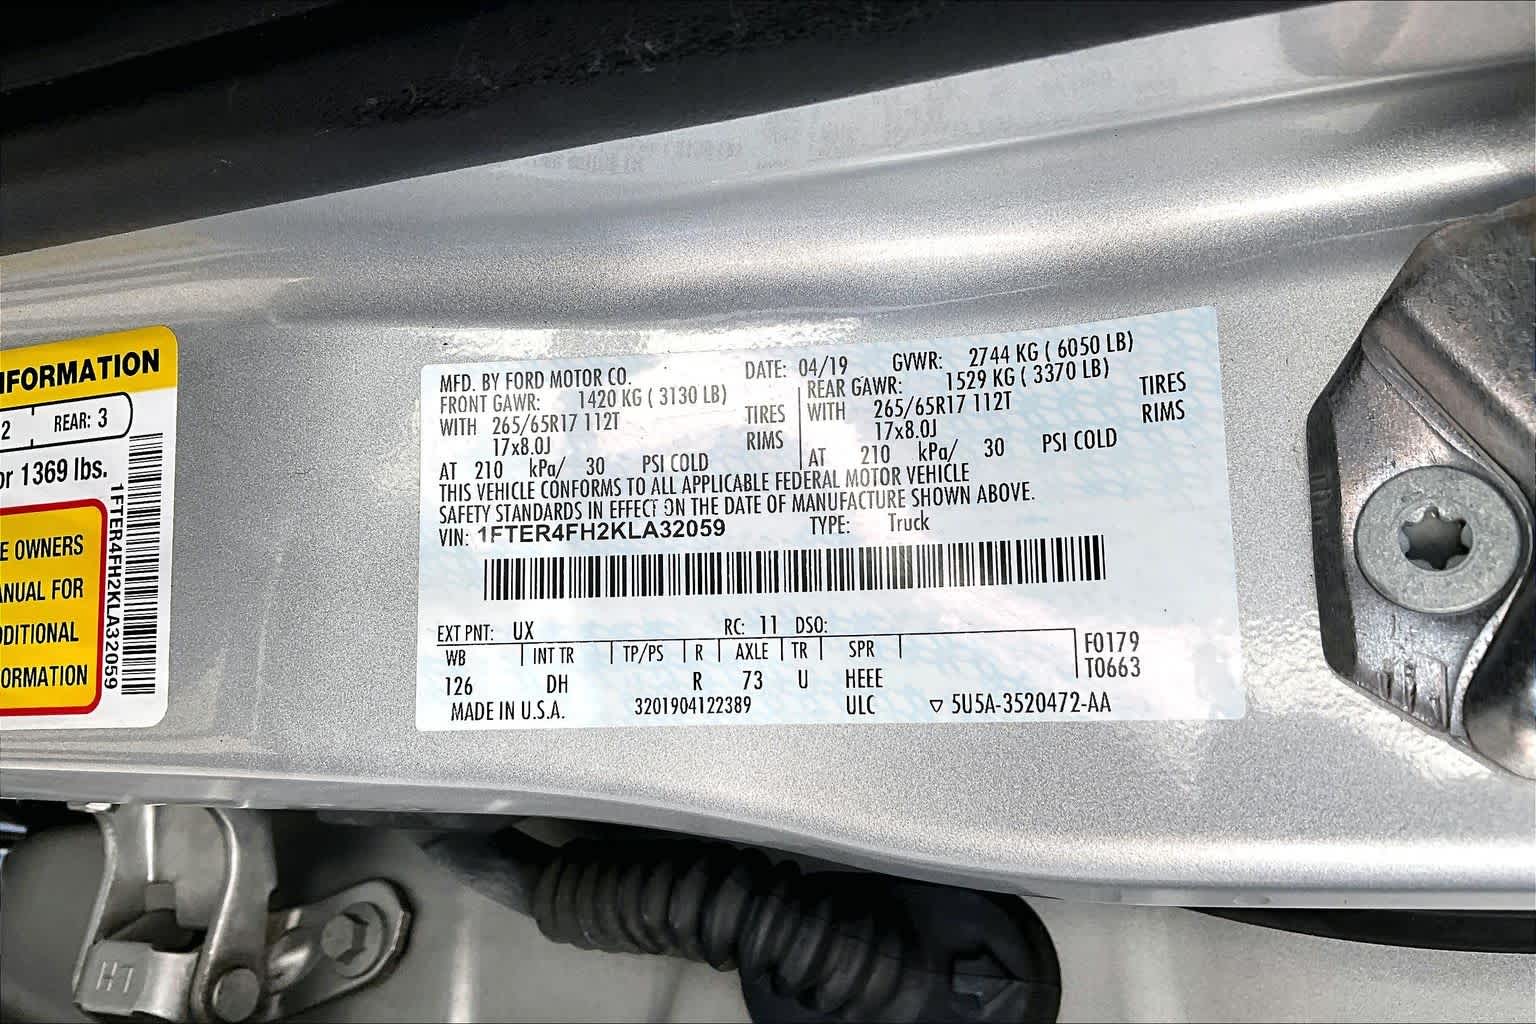 NFORMATION
2 REAR: 3
or 1369 lbs.
E OWNERS
ANUAL FOR
DDITIONAL
ORMATION
1FTER4FH2KLA32059
MFD. BY FORD MOTOR CO. DATE: 04/19 GVWR: 2744 KG ( 6050 LB)
FRONT GAWR: 1420 KG ( 3130 LB) REAR GAWR: 1529 KG ( 3370 LB)
WITH 265/65R17 112T TIRES WITH 265/65R17 112T TIRES
17x8.0J RIMS 17x8.0J RIMS
AT 210 kPa/ 30 PSI COLD AT 210 kPa/ 30 PSI COLD
THIS VEHICLE CONFORMS TO ALL APPLICABLE FEDERAL MOTOR VEHICLE
SAFETY STANDARDS IN EFFECT ON THE DATE OF MANUFACTURE SHOWN ABOVE.
VIN: 1FTER4FH2KLA32059 TYPE: Truck
EXT PNT: UX RC: 11 DSO:
WB INT TR TP/PS R AXLE TR SPR F0179
126 DH R 73 U HEEE T0663
MADE IN U.S.A. 3201904122389 ULC ▽ 5U5A-3520472-AA
HT